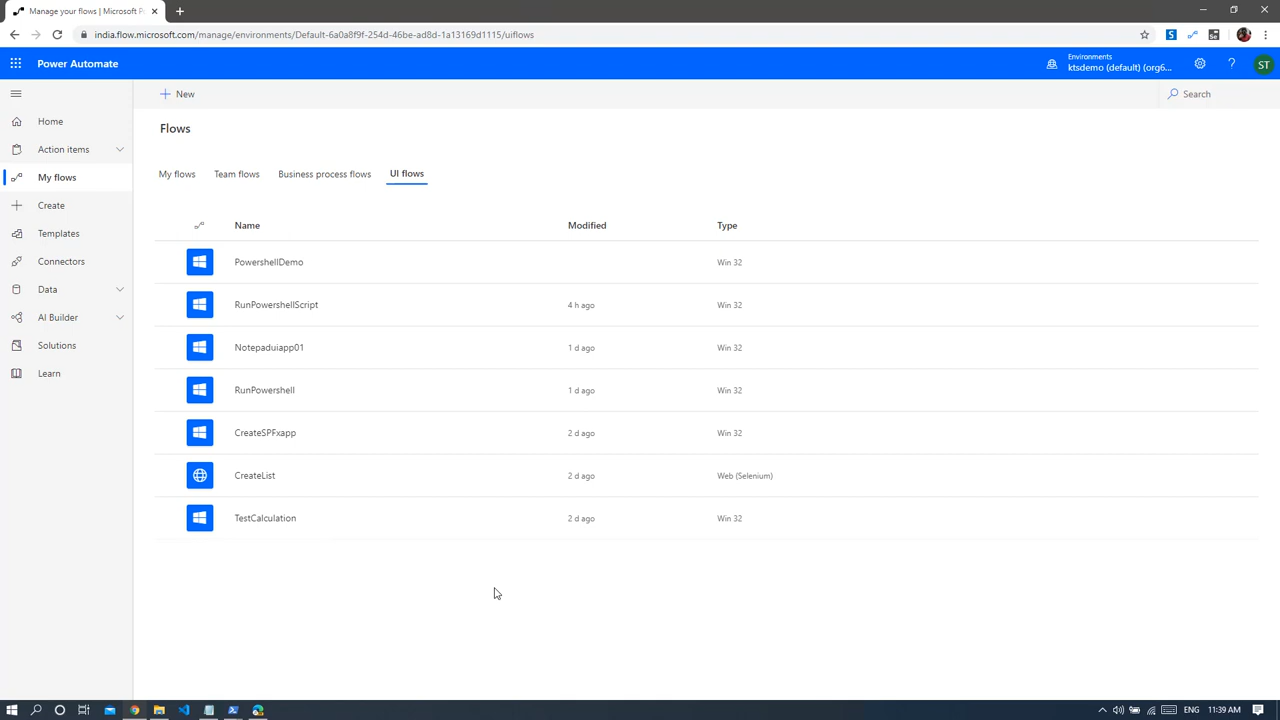 Manage your flows | Microsoft P
india.flow.microsoft.com/manage/environments/Default-6a0a8f9f-254d-46be-ad8d-1a13169d1115/uiflows
Power Automate
Environments
ktsdemo (default) (org6...
?
ST
New
Search
Home
Action items
My flows
Create
Templates
Connectors
Data
AI Builder
Solutions
Learn
Flows
My flows
Team flows
Business process flows
UI flows
Name Modified Type
PowershellDemo Win 32
RunPowershellScript 4 h ago Win 32
Notepaduiapp01 1 d ago Win 32
RunPowershell 1 d ago Win 32
CreateSPFxapp 2 d ago Win 32
CreateList 2 d ago Web (Selenium)
TestCalculation 2 d ago Win 32
ENG 11:39 AM